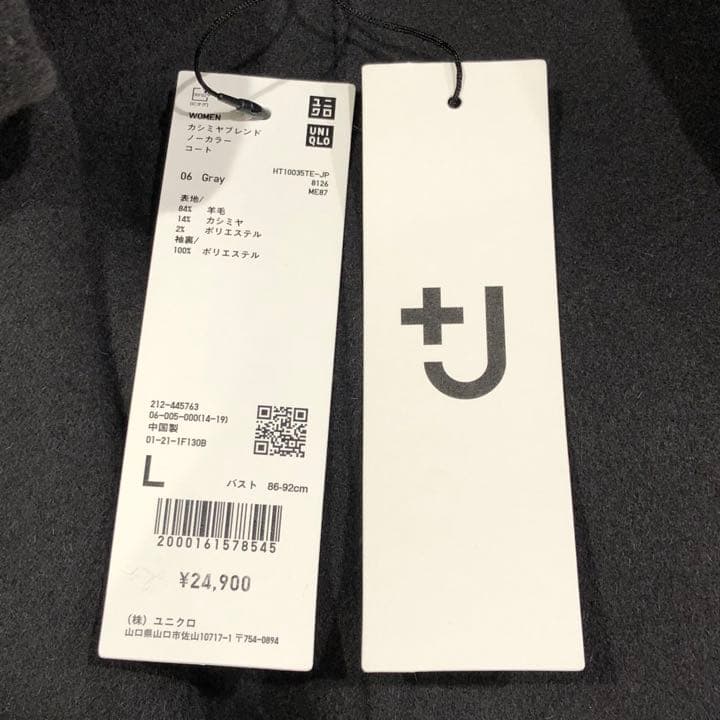 ユニ
クロ
UNI
QLO
WOMEN
カシミヤブレンド
ノーカラー
コート
06 Gray
HT10035TE-JP
8126
ME87
表地/
84% 羊毛
14% カシミヤ
2% ポリエステル
袖裏/
100% ポリエステル
212-445763
06-005-000(14-19)
中国製
01-21-1F130B
L
バスト 86-92cm
2000161578545
¥24,900
(株) ユニクロ
山口県山口市佐山10717-1 〒754-0894
+J